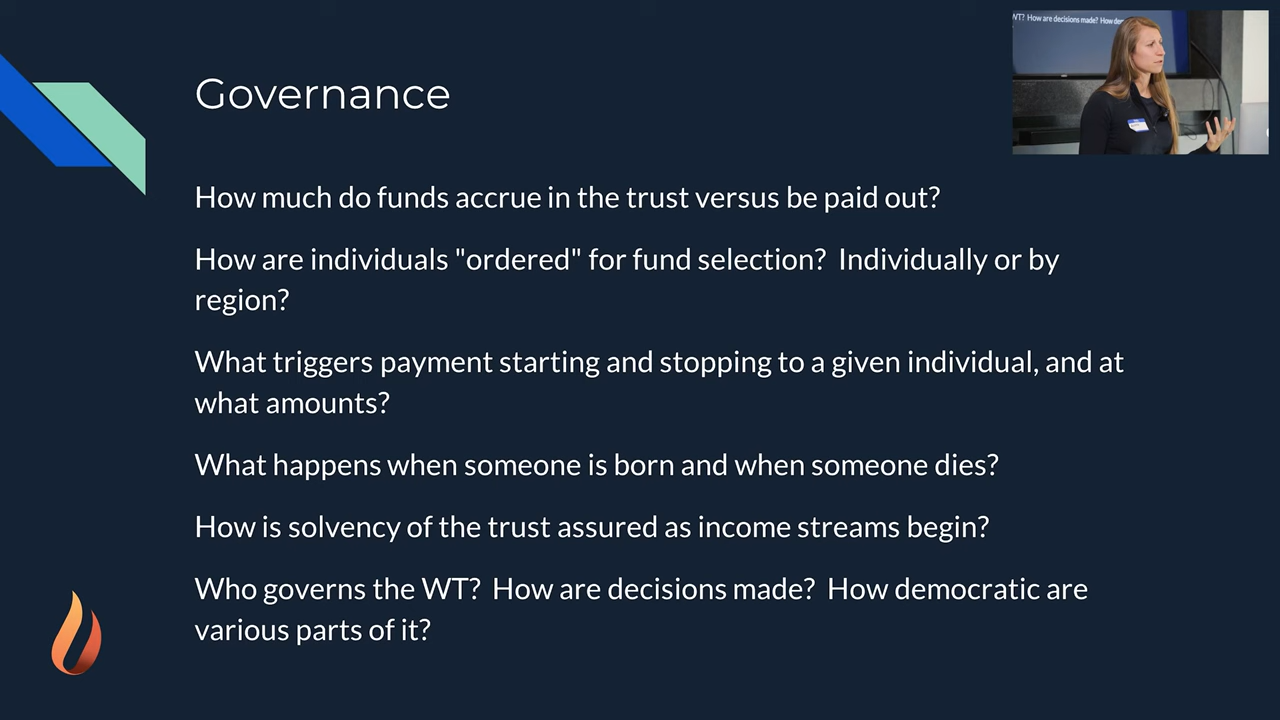 WT? How are decisions made? How
Governance
How much do funds accrue in the trust versus be paid out?
How are individuals "ordered" for fund selection?  Individually or by
region?
What triggers payment starting and stopping to a given individual, and at
what amounts?
What happens when someone is born and when someone dies?
How is solvency of the trust assured as income streams begin?
Who governs the WT?  How are decisions made?  How democratic are
various parts of it?